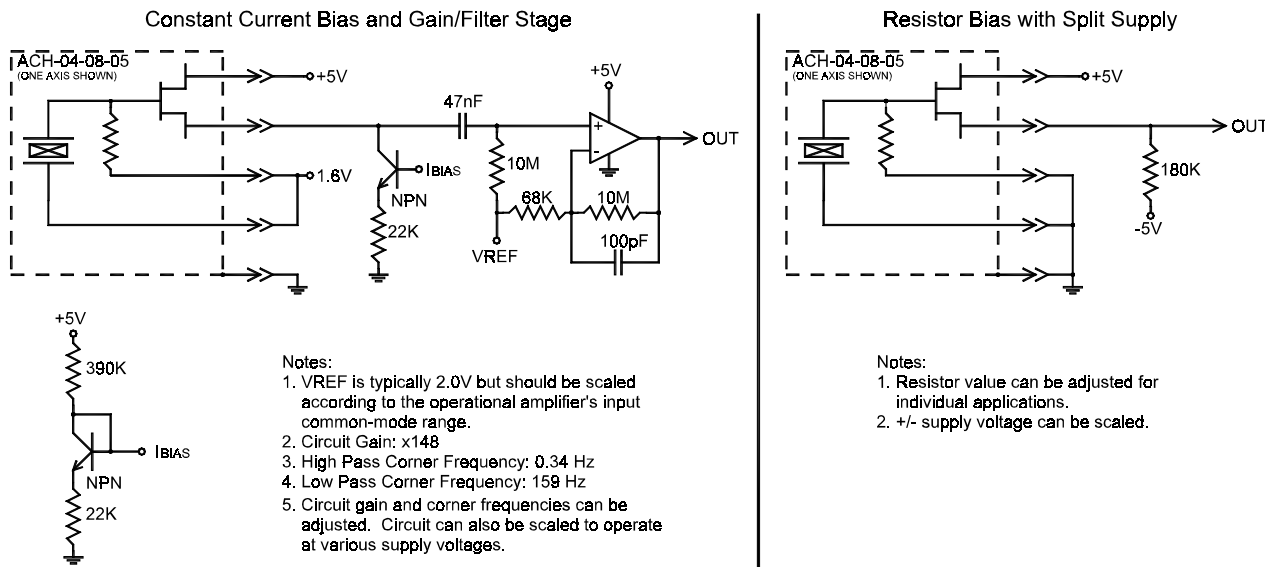 Constant Current Bias and Gain/Filter Stage
ACH-04-08-05
(ONE AXIS SHOWN)
+5V
1.6V
47nF
+5V
+
-
OUT
10M
IBIAS
NPN
22K
68K
10M
100pF
VREF
+5V
390K
IBIAS
NPN
22K
Notes:
1. VREF is typically 2.0V but should be scaled
according to the operational amplifier's input
common-mode range.
2. Circuit Gain: x148
3. High Pass Corner Frequency: 0.34 Hz
4. Low Pass Corner Frequency: 159 Hz
5. Circuit gain and corner frequencies can be
adjusted. Circuit can also be scaled to operate
at various supply voltages.
Resistor Bias with Split Supply
ACH-04-08-05
(ONE AXIS SHOWN)
+5V
OUT
180K
-5V
Notes:
1. Resistor value can be adjusted for
individual applications.
2. +/- supply voltage can be scaled.